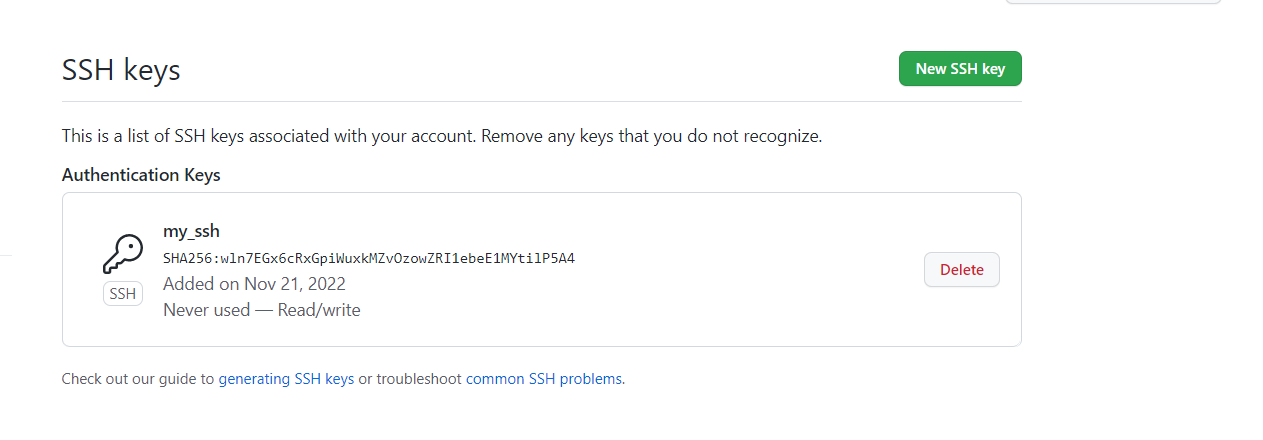 SSH keys
New SSH key
This is a list of SSH keys associated with your account. Remove any keys that you do not recognize.
Authentication Keys
my_ssh
SHA256:wln7EGx6cRxGpiWuxkMZvOzowZRI1ebeE1MYtilP5A4
Added on Nov 21, 2022
Never used — Read/write
SSH
Delete
Check out our guide to generating SSH keys or troubleshoot common SSH problems.